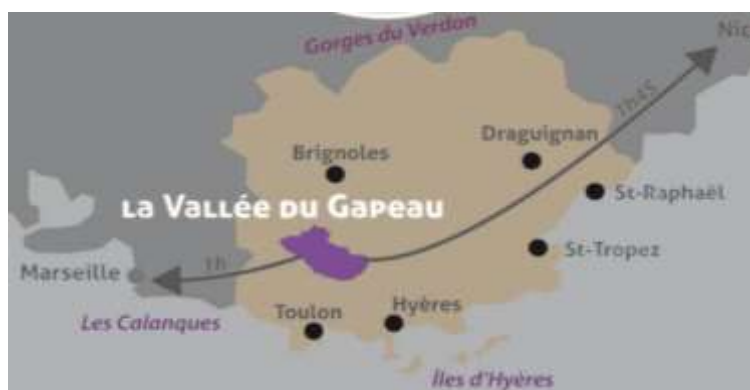 Gorges du Verdon
Nic
1h45
Draguignan
Brignoles
La Vallée du Gapeau
St-Raphaël
St-Tropez
1h
Marseille
Hyères
Toulon
Les Calanques
Îles d'Hyères